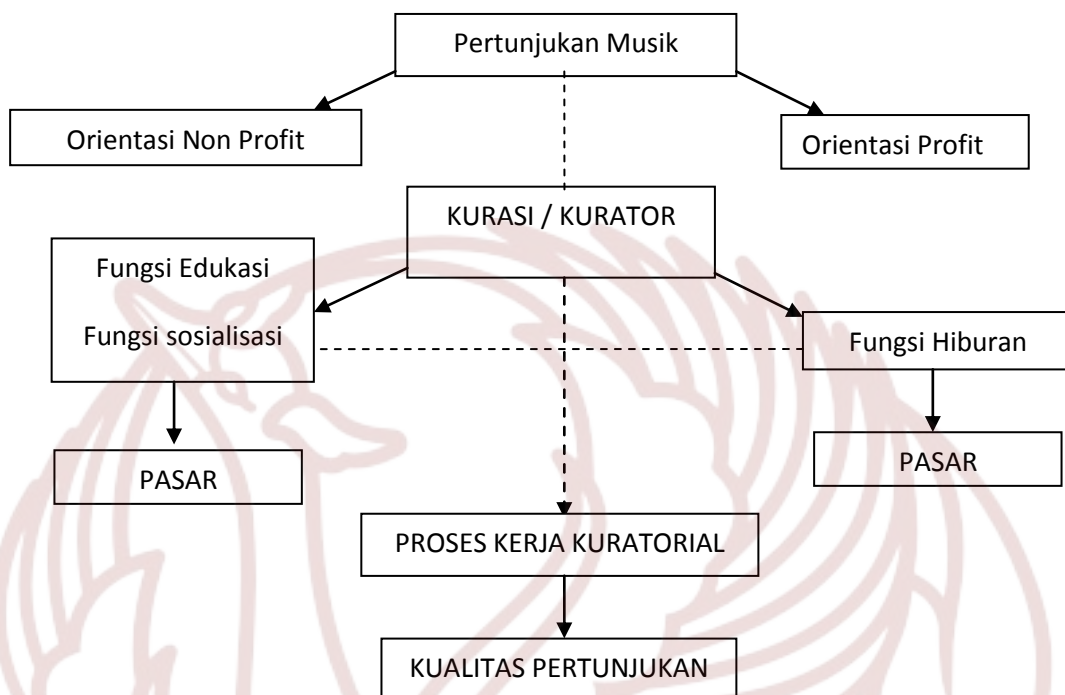 Pertunjukan Musik
Orientasi Non Profit
Orientasi Profit
KURASI / KURATOR
Fungsi Edukasi
Fungsi sosialisasi
Fungsi Hiburan
PASAR
PASAR
PROSES KERJA KURATORIAL
KUALITAS PERTUNJUKAN